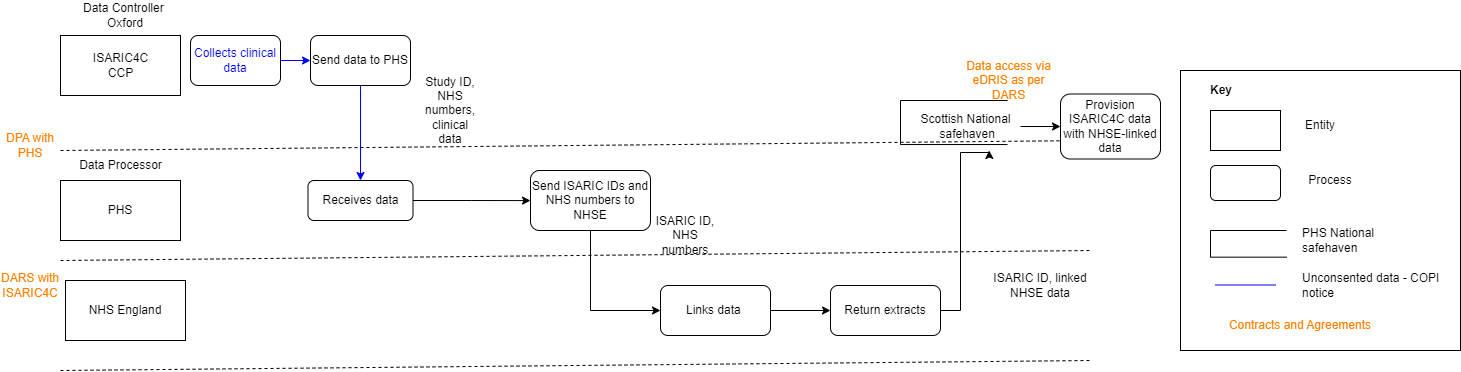 Data Controller
Oxford
ISARIC4C
CCP
Collects clinical
data
Send data to PHS
Study ID,
NHS
numbers,
clinical
data
Data access via
eDRIS as per
DARS
Scottish National
safehaven
Provision
ISARIC4C data
with NHSE-linked
data
DPA with
PHS
Data Processor
PHS
Receives data
Send ISARIC IDs and
NHS numbers to
NHSE
ISARIC ID,
NHS
numbers
DARS with
ISARIC4C
NHS England
Links data
Return extracts
ISARIC ID, linked
NHSE data
Key
Entity
Process
PHS National
safehaven
Unconsented data - COPI
notice
Contracts and Agreements